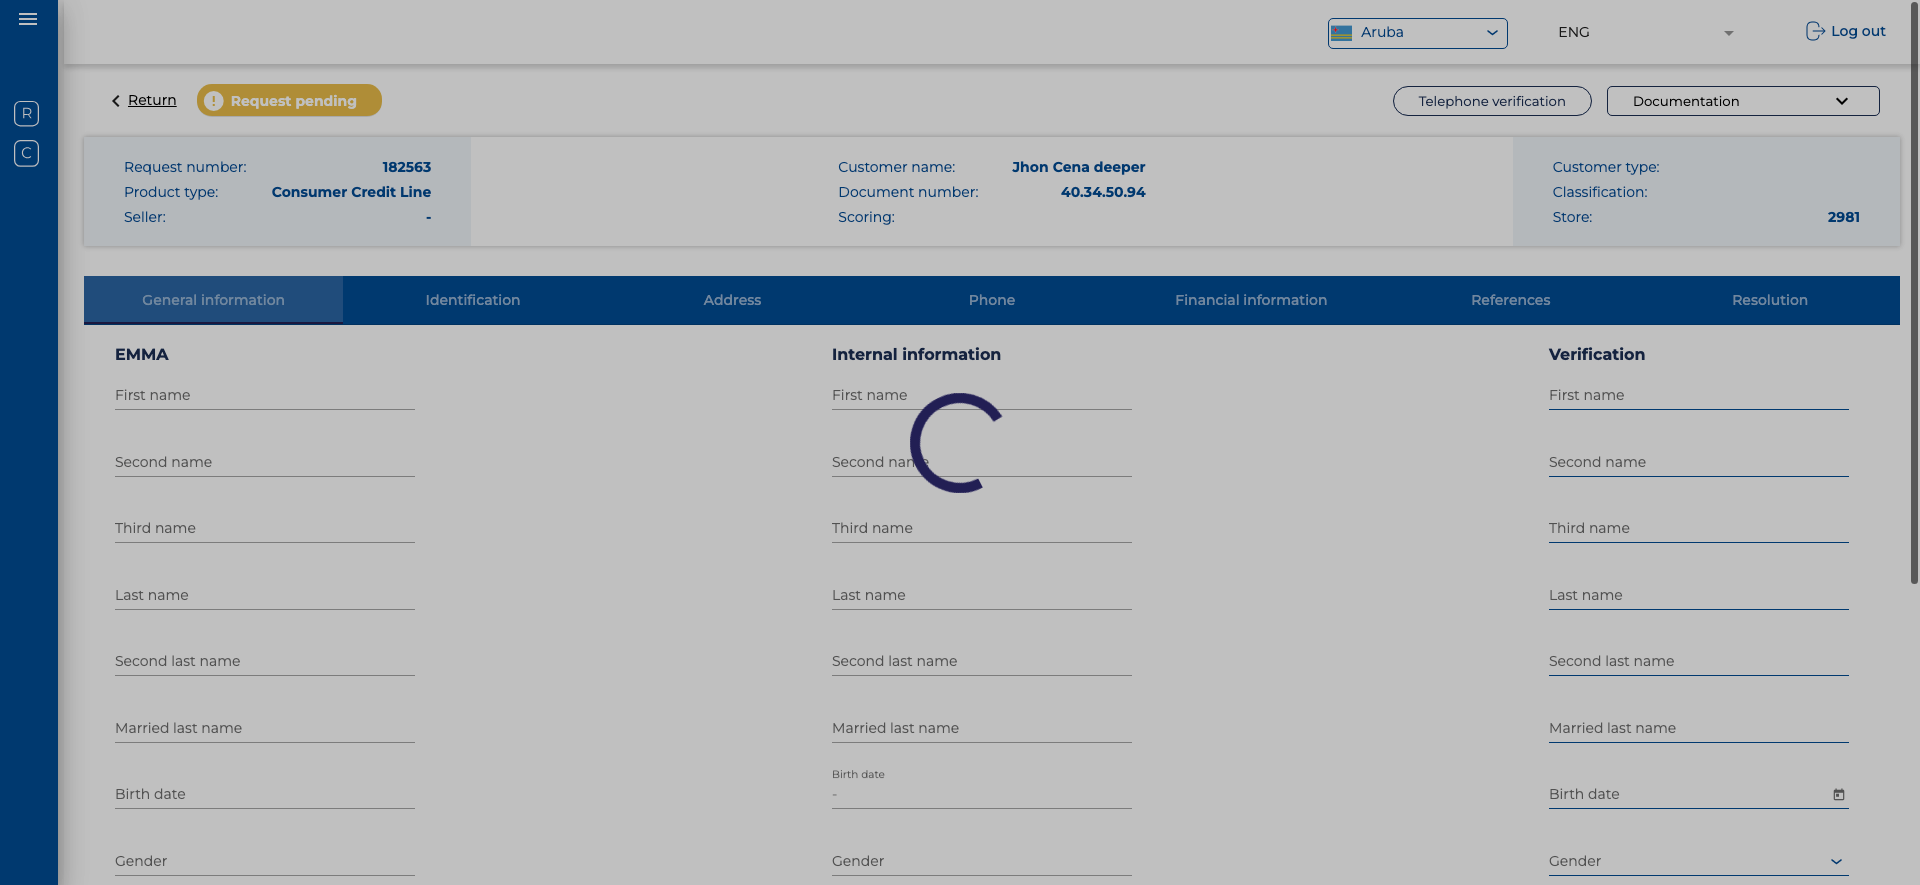 Aruba
ENG
Log out
R
C
Return
Request pending
Telephone verification
Documentation
Request number: 182563
Product type: Consumer Credit Line
Seller: -
Customer name: Jhon Cena deeper
Document number: 40.34.50.94
Scoring:
Customer type:
Classification:
Store: 2981
General information
Identification
Address
Phone
Financial information
References
Resolution
EMMA
First name
Second name
Third name
Last name
Second last name
Married last name
Birth date
Gender
Internal information
First name
Second name
Third name
Last name
Second last name
Married last name
Birth date
-
Gender
Verification
First name
Second name
Third name
Last name
Second last name
Married last name
Birth date
Gender